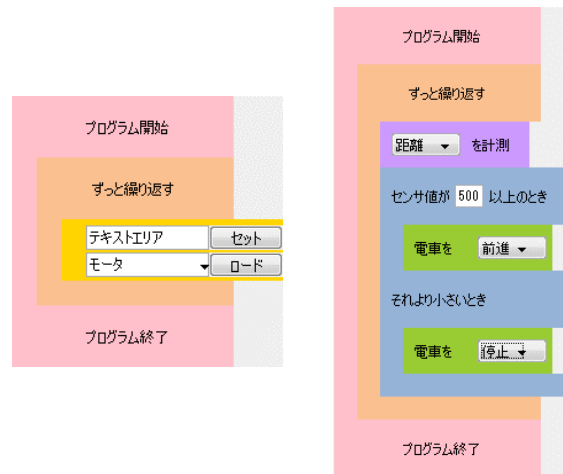 プログラム開始
ずっと繰り返す
テキストエリア セット
モータ ロード
プログラム終了
プログラム開始
ずっと繰り返す
距離 を計測
センサ値が 500 以上のとき
電車を 前進
それより小さいとき
電車を 停止
プログラム終了